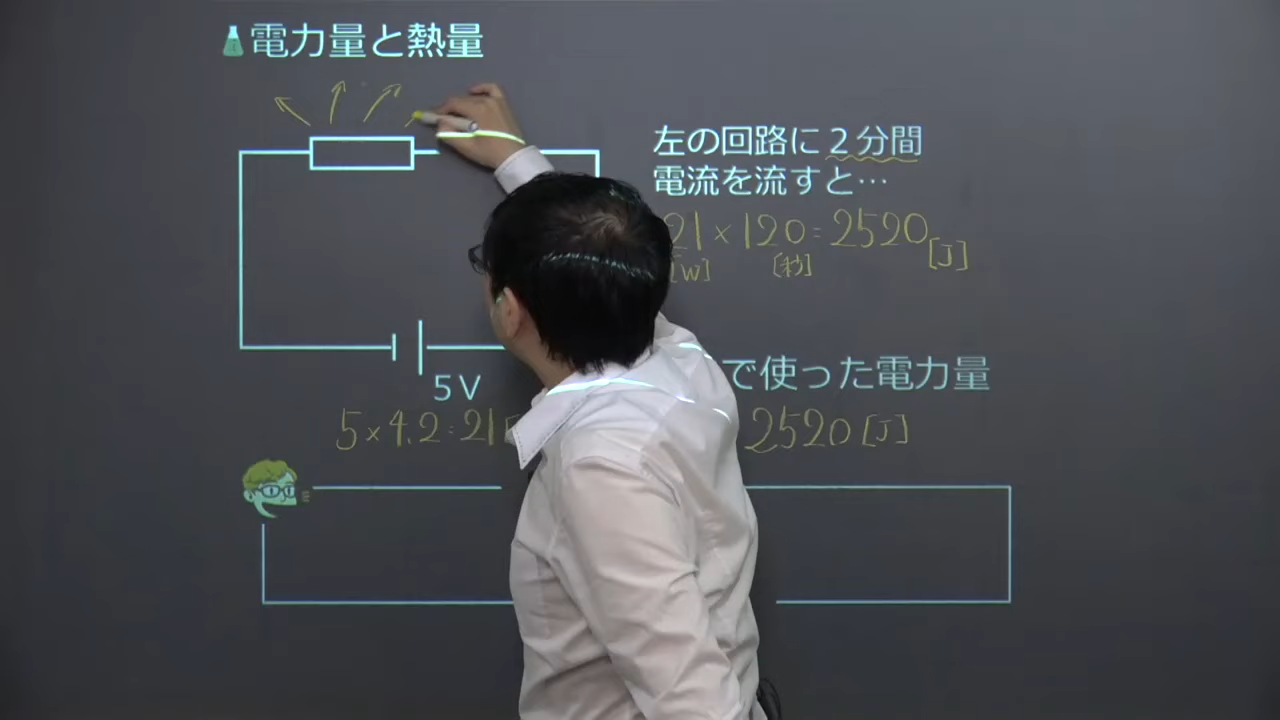 電力量と熱量
左の回路に２分間
電流を流すと…
21×120=2520[J]
[W] [秒]
５Ｖ
で使った電力量
5×4.2=21[
2520[J]